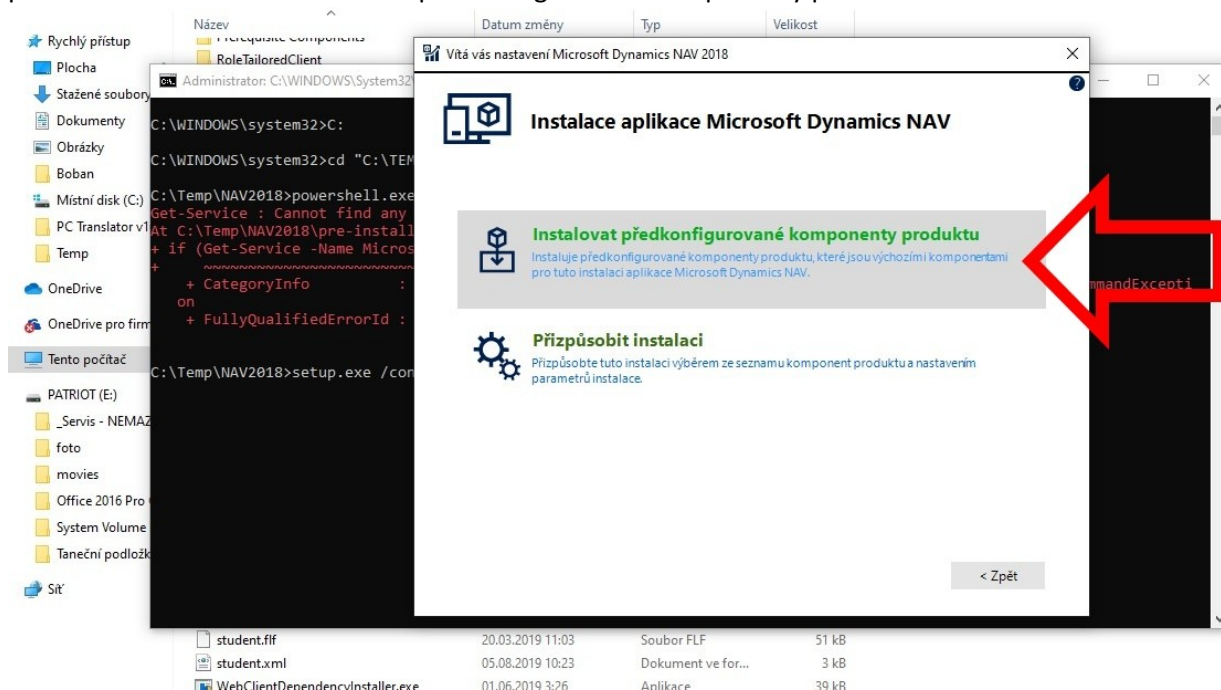 Název
Datum změny
Typ
Velikost
Rychlý přístup
Plocha
Stažené soubory
Dokumenty
Obrázky
Boban
Místní disk (C:)
PC Translator v1
Temp
OneDrive
OneDrive pro firm
Tento počítač
PATRIOT (E:)
_Servis - NEMAZ
foto
movies
Office 2016 Pro
System Volume
Taneční podložk
Síť
RoleTailoredClient
Administrator: C:\WINDOWS\System32
C:\WINDOWS\system32>C:
C:\WINDOWS\system32>cd "C:\TEM
C:\Temp\NAV2018>powershell.exe
Get-Service : Cannot find any
At C:\Temp\NAV2018\pre-install
+ if (Get-Service -Name Micros
+ ~~~~~~~~~~~~~~~~~~~~~~~~~~
+ CategoryInfo :
mmandExcepti
on
+ FullyQualifiedErrorId :
C:\Temp\NAV2018>setup.exe /con
Vítá vás nastavení Microsoft Dynamics NAV 2018
Instalace aplikace Microsoft Dynamics NAV
Instalovat předkonfigurované komponenty produktu
Instaluje předkonfigurované komponenty produktu, které jsou výchozími komponentami
pro tuto instalaci aplikace Microsoft Dynamics NAV.
Přizpůsobit instalaci
Přizpůsobte tuto instalaci výběrem ze seznamu komponent produktu a nastavením
parametrů instalace.
< Zpět
student.flf 20.03.2019 11:03 Soubor FLF 51 kB
student.xml 05.08.2019 10:23 Dokument ve for... 3 kB
WebClientDependencyInstaller.exe 01.06.2019 3:26 Aplikace 39 kB